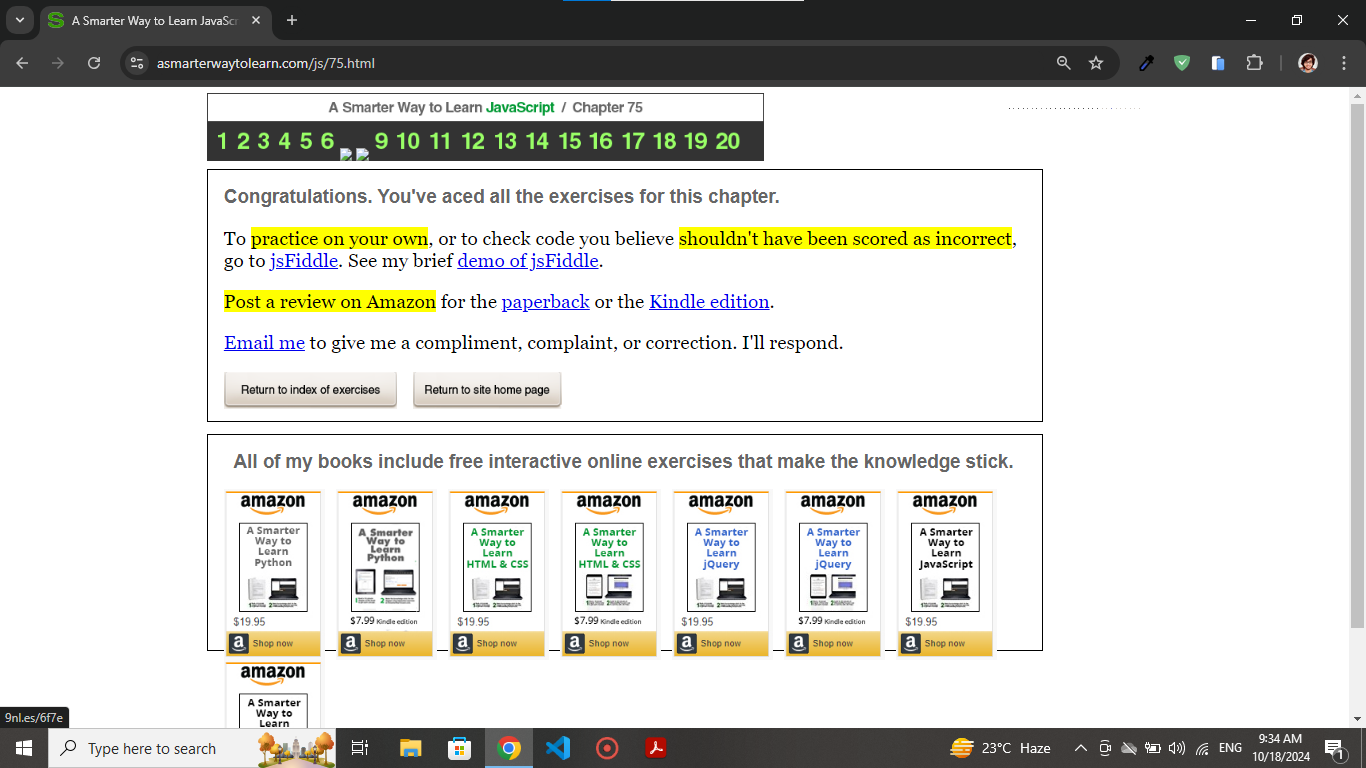 A Smarter Way to Learn JavaScr
asmarterwaytolearn.com/js/75.html
A Smarter Way to Learn JavaScript / Chapter 75
1 2 3 4 5 6 9 10 11 12 13 14 15 16 17 18 19 20
Congratulations. You've aced all the exercises for this chapter.
To practice on your own, or to check code you believe shouldn't have been scored as incorrect,
go to jsFiddle. See my brief demo of jsFiddle.
Post a review on Amazon for the paperback or the Kindle edition.
Email me to give me a compliment, complaint, or correction. I'll respond.
Return to index of exercises Return to site home page
All of my books include free interactive online exercises that make the knowledge stick.
amazon amazon amazon amazon amazon amazon amazon
A Smarter A Smarter A Smarter A Smarter A Smarter A Smarter A Smarter
Way to Way to Way to Way to Way to Way to Way to
Learn Learn Learn Learn Learn Learn Learn
Python Python HTML & CSS HTML & CSS jQuery jQuery JavaScript
$19.95 $7.99 Kindle edition $19.95 $7.99 Kindle edition $19.95 $7.99 Kindle edition $19.95
a Shop now a Shop now a Shop now a Shop now a Shop now a Shop now a Shop now
amazon
A Smarter
Way to
Learn
9nl.es/6f7e
Type here to search
23°C Haze
ENG
9:34 AM
10/18/2024
1